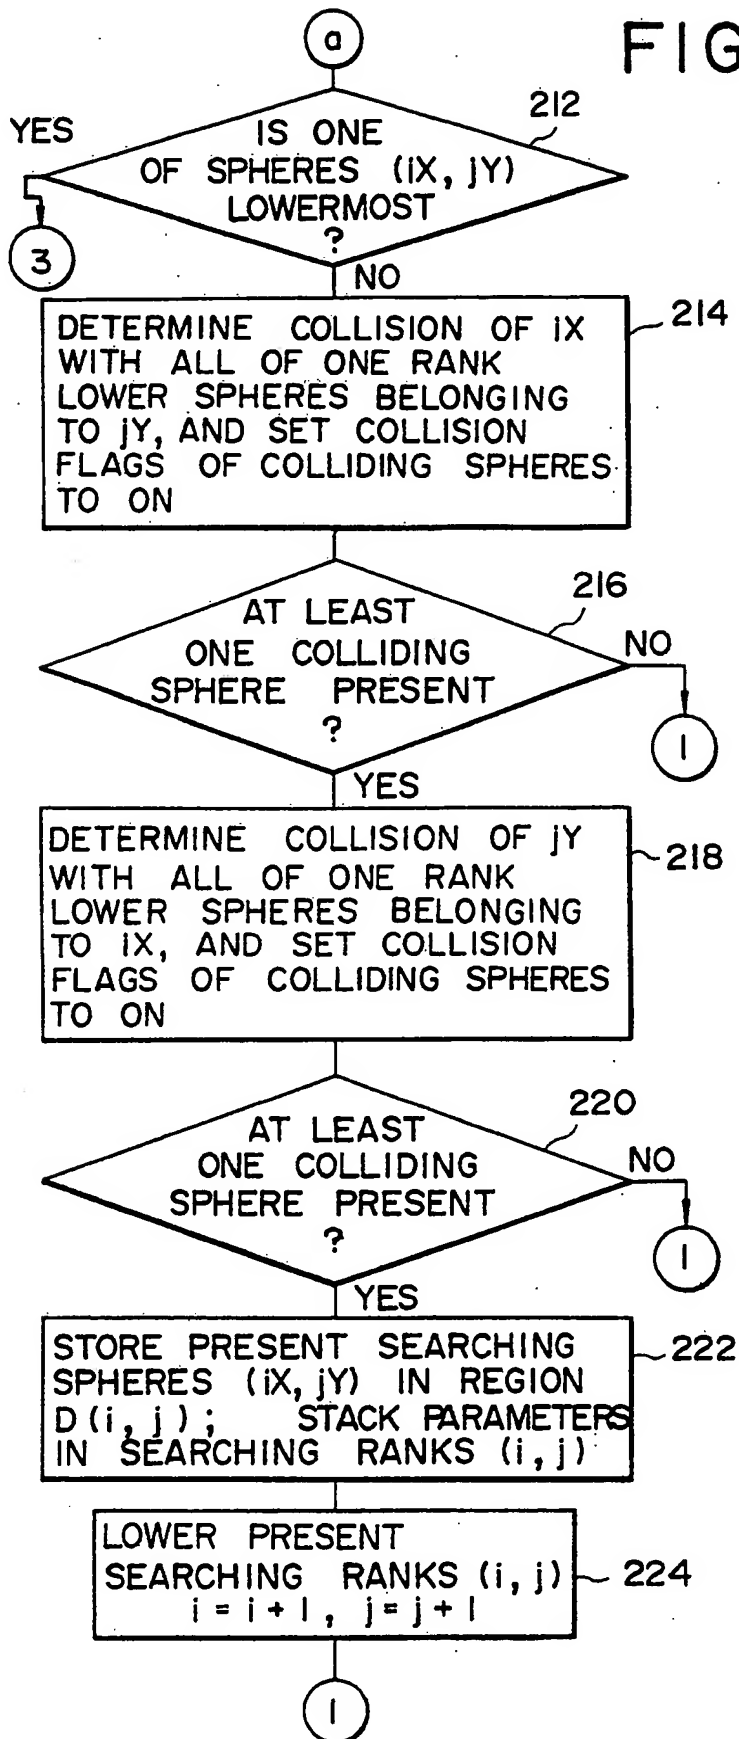 a
FIG
212
YES
IS ONE
OF SPHERES (iX, jY)
LOWERMOST
?
3
NO
214
DETERMINE COLLISION OF iX
WITH ALL OF ONE RANK
LOWER SPHERES BELONGING
TO jY, AND SET COLLISION
FLAGS OF COLLIDING SPHERES
TO ON
216
AT LEAST
ONE COLLIDING
SPHERE PRESENT
?
NO
1
YES
218
DETERMINE COLLISION OF jY
WITH ALL OF ONE RANK
LOWER SPHERES BELONGING
TO iX, AND SET COLLISION
FLAGS OF COLLIDING SPHERES
TO ON
220
AT LEAST
ONE COLLIDING
SPHERE PRESENT
?
NO
1
YES
222
STORE PRESENT SEARCHING
SPHERES (iX, jY) IN REGION
D(i, j); STACK PARAMETERS
IN SEARCHING RANKS (i, j)
224
LOWER PRESENT
SEARCHING RANKS (i, j)
i = i + 1, j = j + 1
1